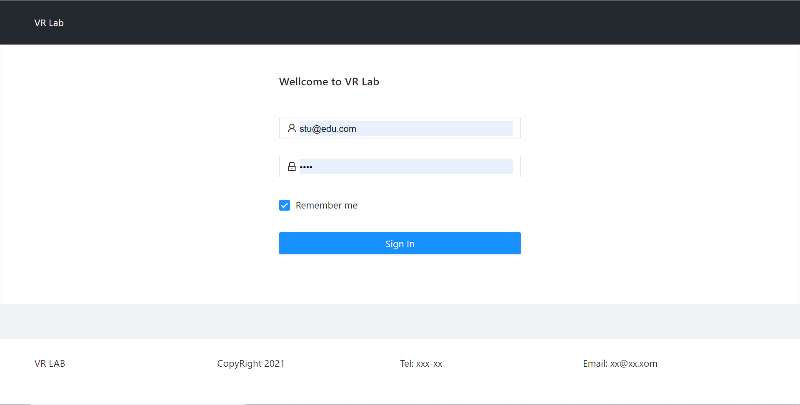 VR Lab
Wellcome to VR Lab
stu@edu.com
••••
Remember me
Sign In
VR LAB CopyRight 2021 Tel: xxx-xx Email: xx@xx.xom